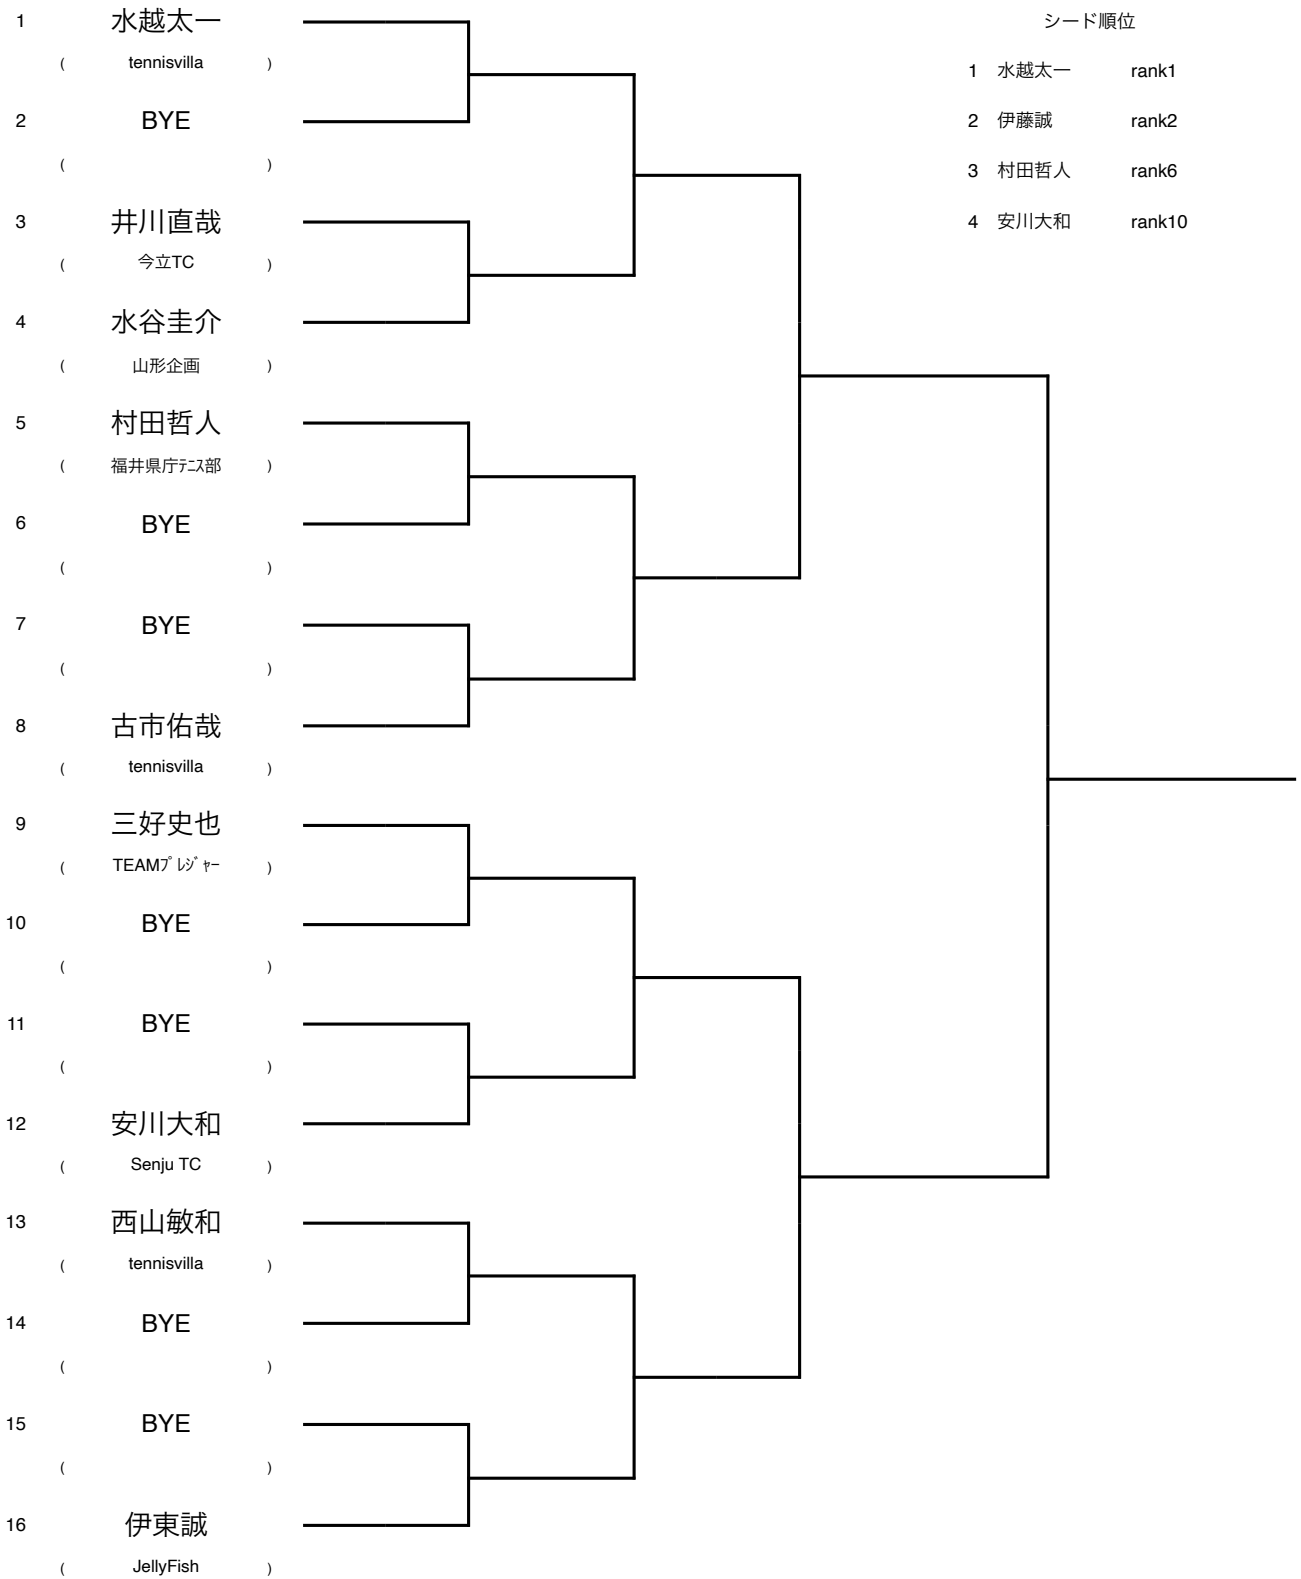 1 水越太一
( tennisvilla )
2 BYE
( )
3 井川直哉
( 今立TC )
4 水谷圭介
( 山形企画 )
5 村田哲人
( 福井県庁ﾃﾆｽ部 )
6 BYE
( )
7 BYE
( )
8 古市佑哉
( tennisvilla )
9 三好史也
( TEAMﾌﾟﾚｼﾞｬｰ )
10 BYE
( )
11 BYE
( )
12 安川大和
( Senju TC )
13 西山敏和
( tennisvilla )
14 BYE
( )
15 BYE
( )
16 伊東誠
( JellyFish )
シード順位
1 水越太一 rank1
2 伊藤誠 rank2
3 村田哲人 rank6
4 安川大和 rank10